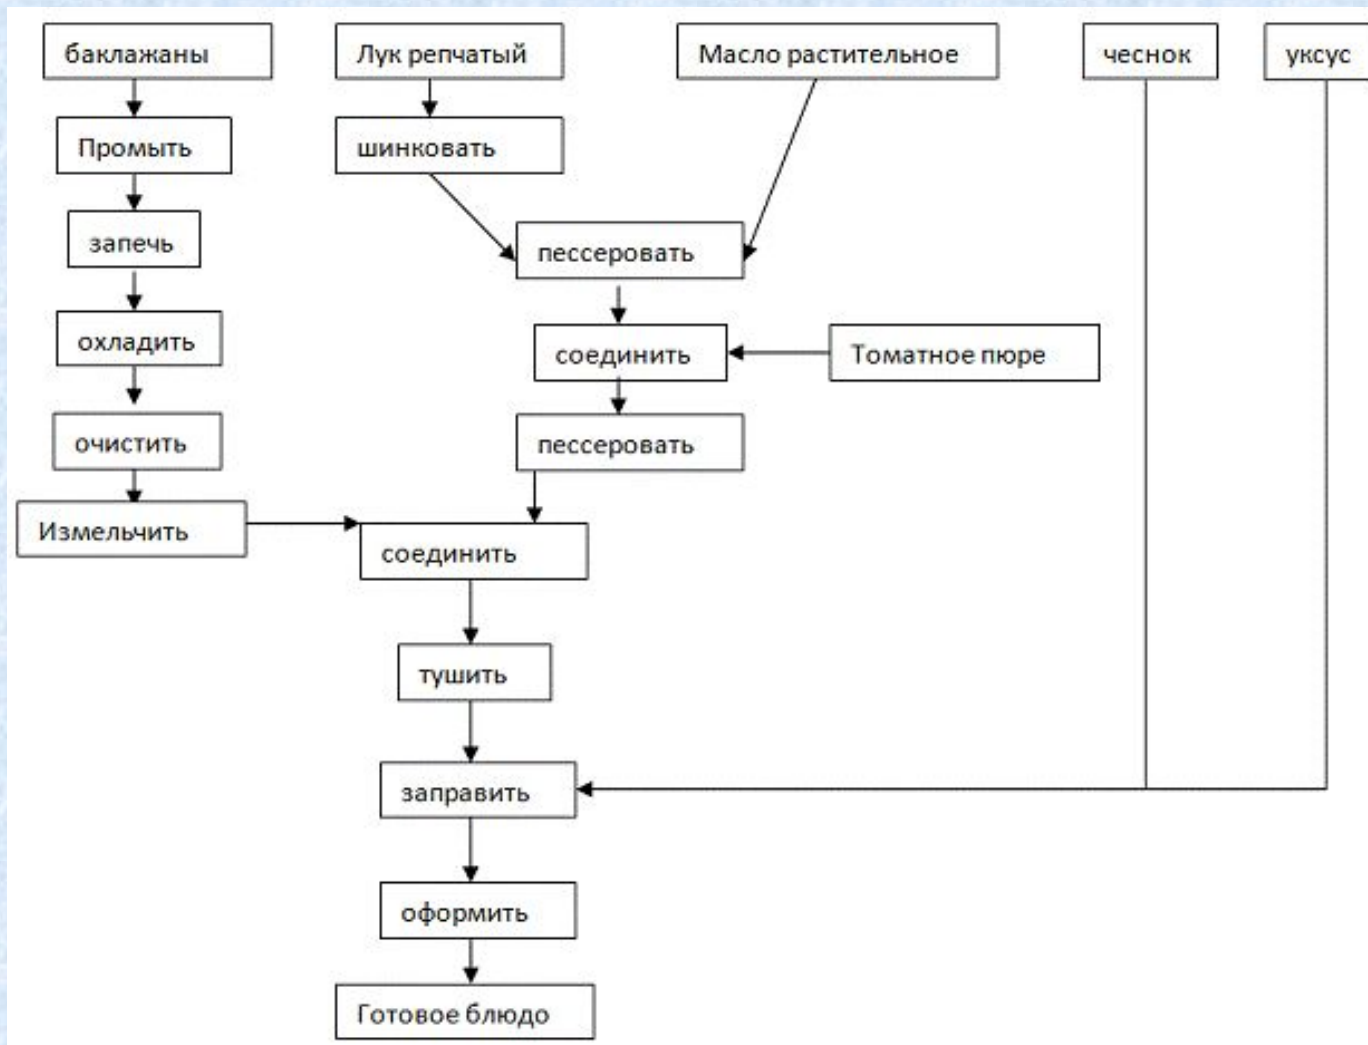 баклажаны
Лук репчатый
Масло растительное
чеснок
уксус
Промыть
шинковать
запечь
пессеровать
охладить
соединить
Томатное пюре
очистить
пессеровать
Измельчить
соединить
тушить
заправить
оформить
Готовое блюдо